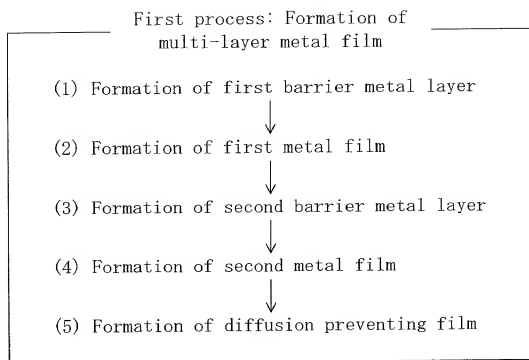 First process: Formation of
multi-layer metal film
(1) Formation of first barrier metal layer
(2) Formation of first metal film
(3) Formation of second barrier metal layer
(4) Formation of second metal film
(5) Formation of diffusion preventing film